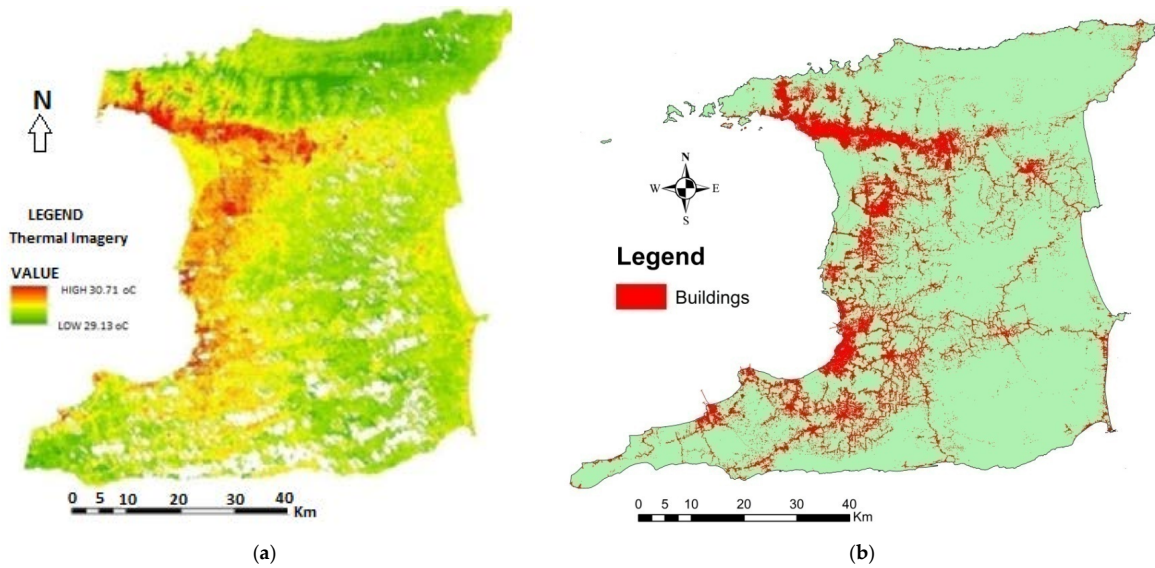 N
LEGEND
Thermal Imagery
VALUE
HIGH 30.71 oC
LOW 29.13 oC
0 5 10 20 30 40
Km
(a)
N
W E
S
Legend
Buildings
0 5 10 20 30 40
Km
(b)